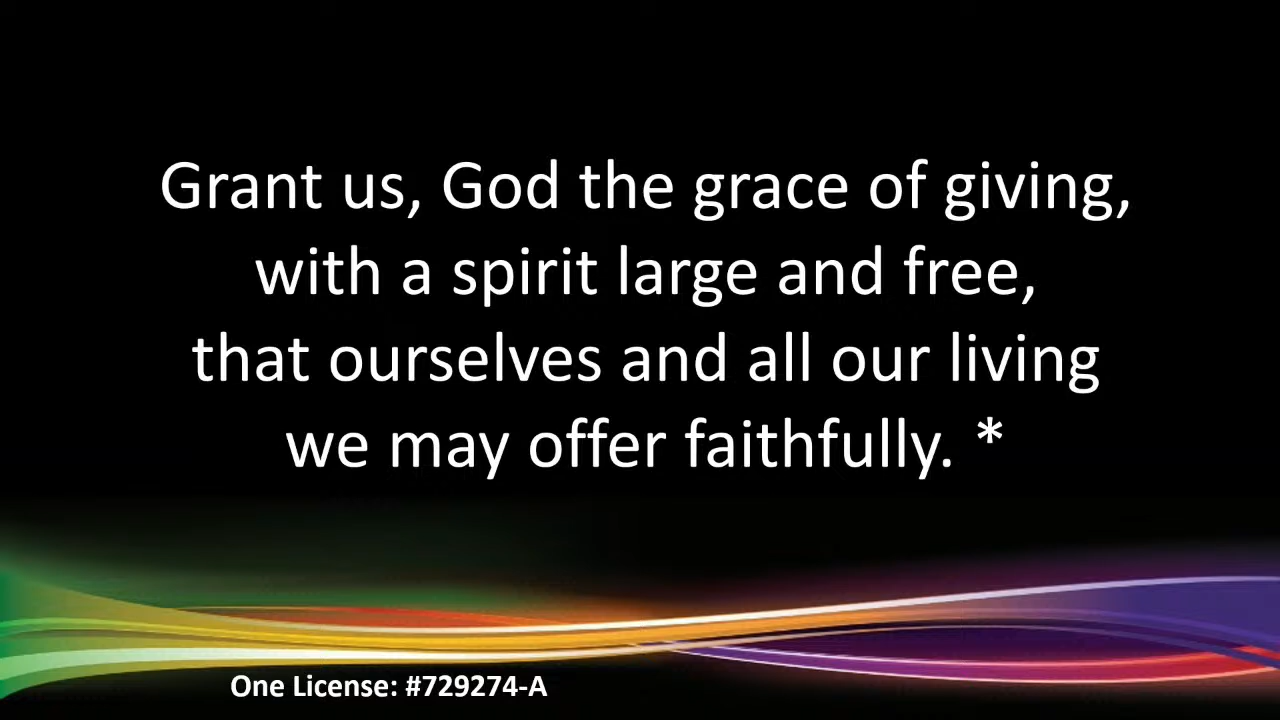 Grant us, God the grace of giving,
with a spirit large and free,
that ourselves and all our living
we may offer faithfully. *
One License: #729274-A